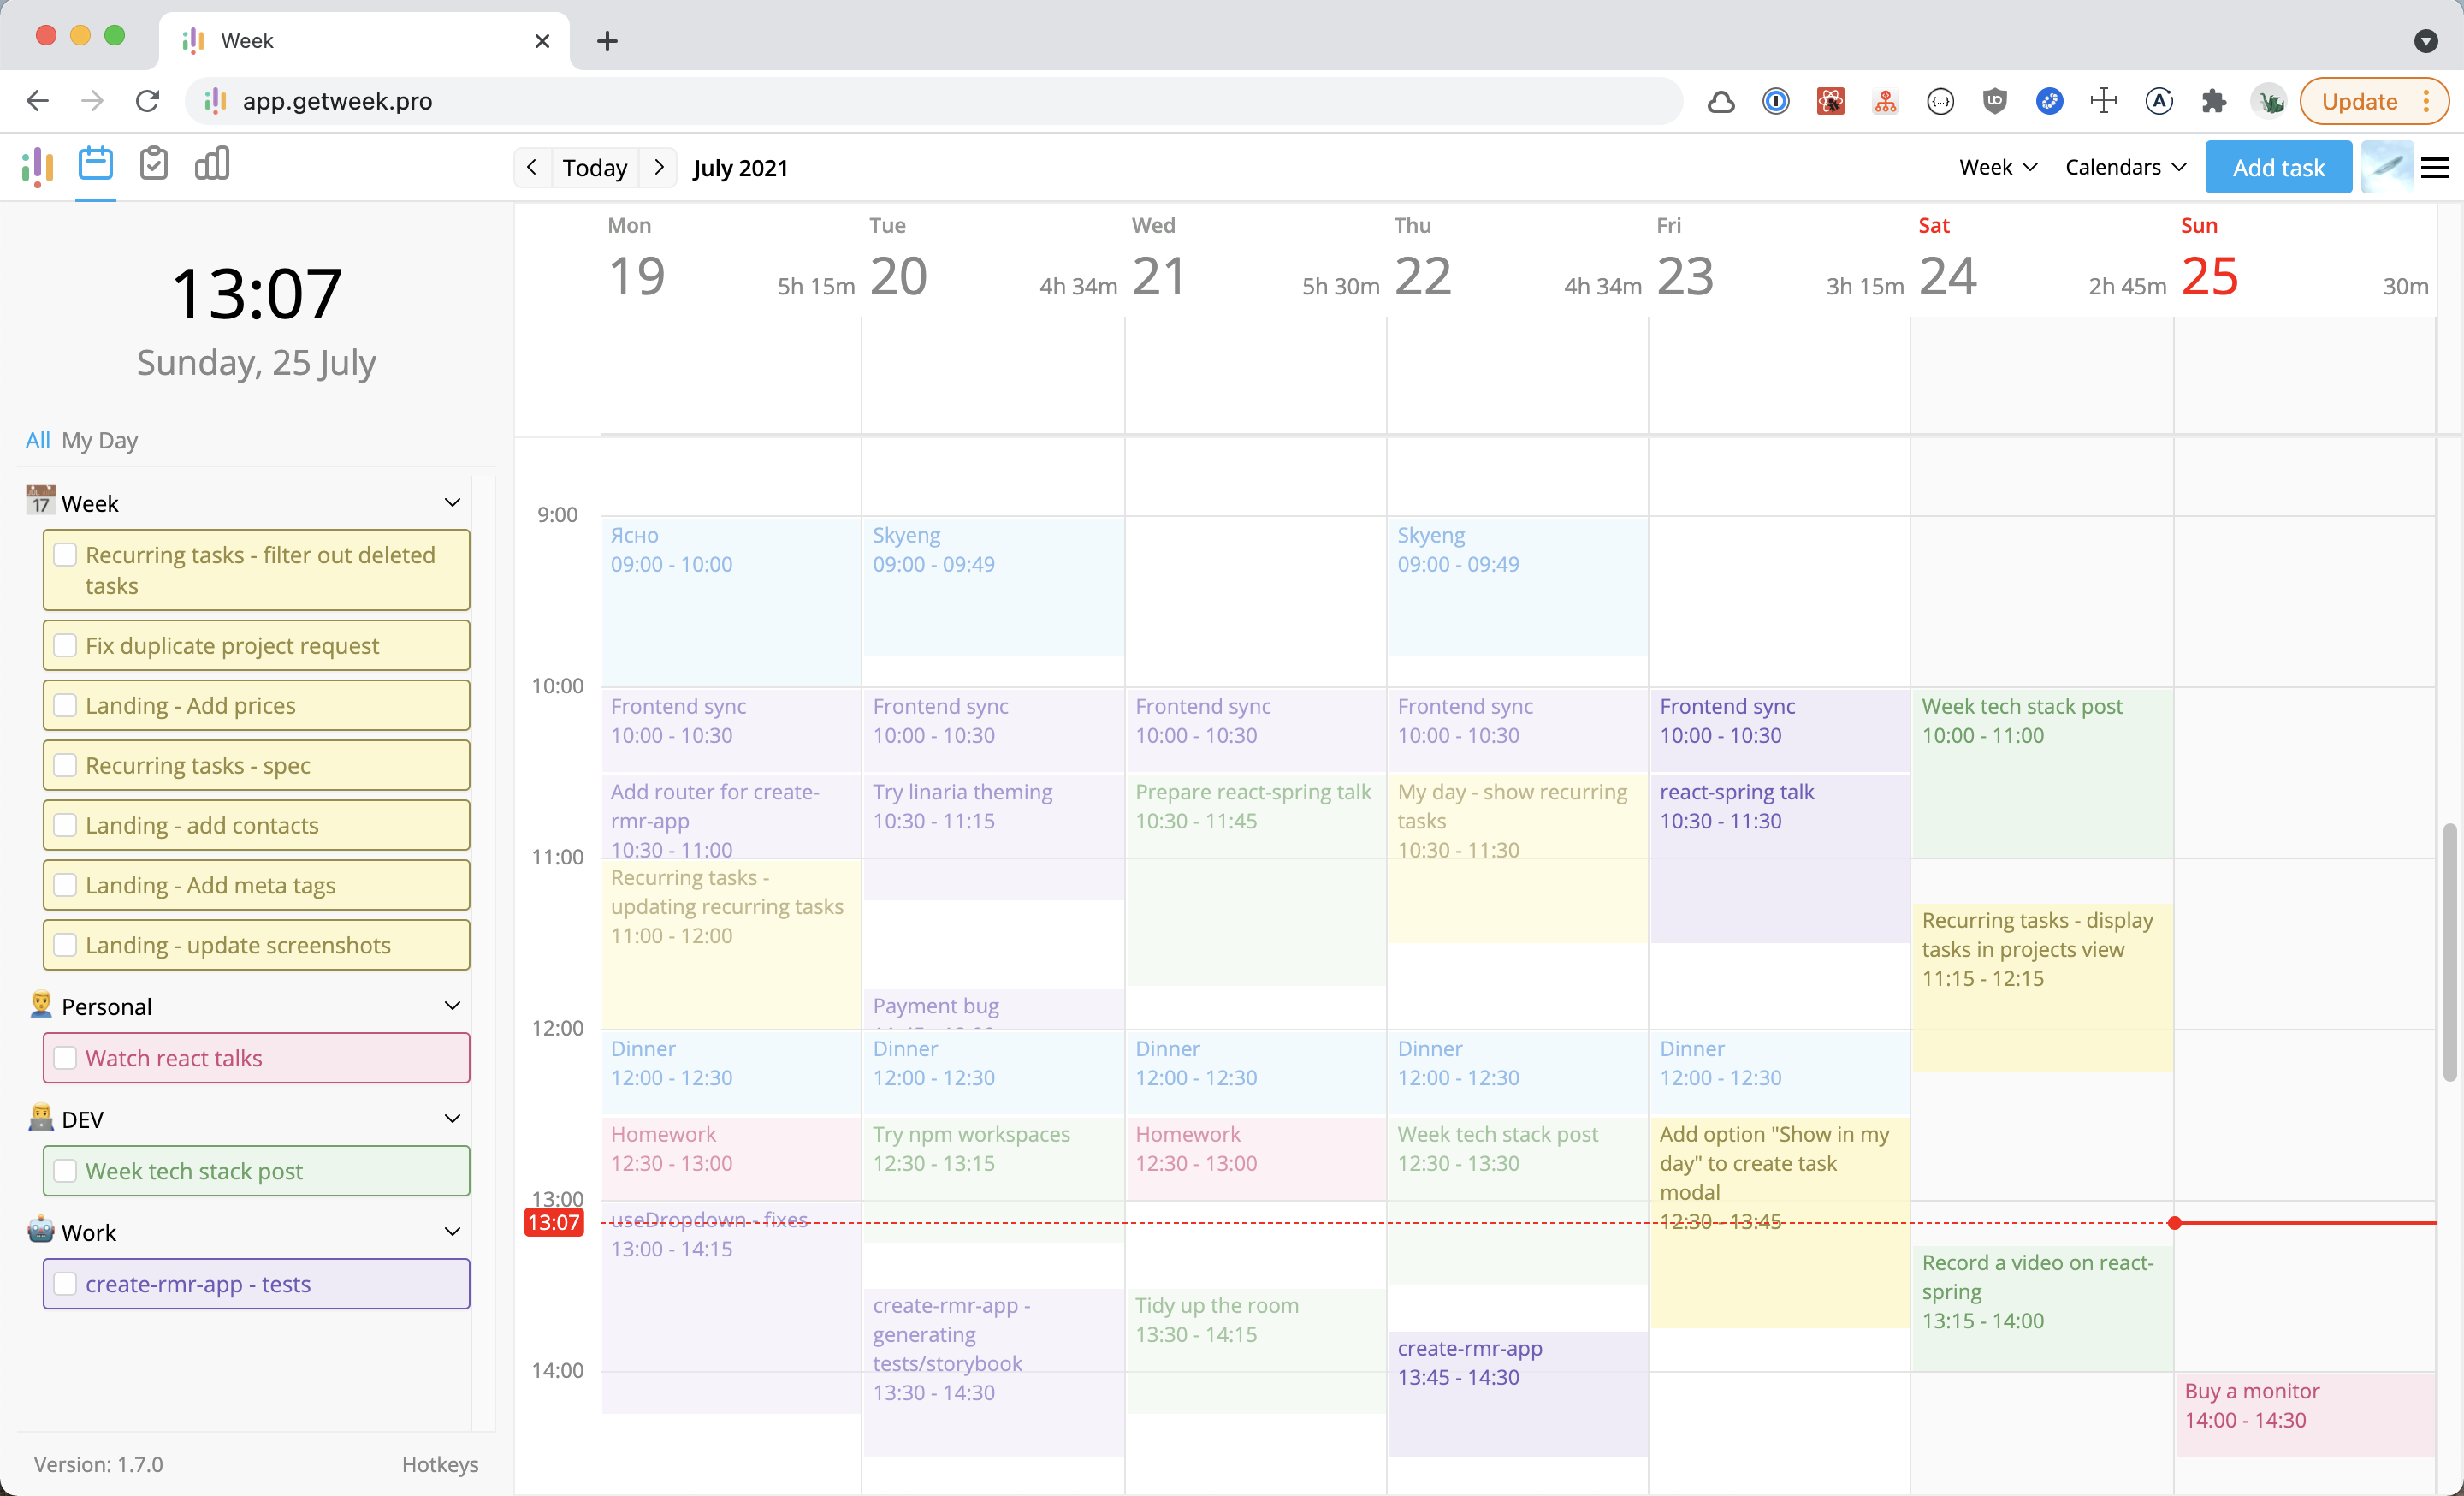 Week
app.getweek.pro
Update
Today
July 2021
Week
Calendars
Add task
13:07
Sunday, 25 July
All My Day
17
Week
Recurring tasks - filter out deleted
tasks
Fix duplicate project request
Landing - Add prices
Recurring tasks - spec
Landing - add contacts
Landing - Add meta tags
Landing - update screenshots
Personal
Watch react talks
DEV
Week tech stack post
Work
create-rmr-app - tests
Version: 1.7.0
Hotkeys
Mon
19
5h 15m
Tue
20
4h 34m
Wed
21
5h 30m
Thu
22
4h 34m
Fri
23
3h 15m
Sat
24
2h 45m
Sun
25
30m
9:00
10:00
11:00
12:00
13:00
13:07
14:00
Ясно
09:00 - 10:00
Frontend sync
10:00 - 10:30
Add router for create-
rmr-app
10:30 - 11:00
Recurring tasks -
updating recurring tasks
11:00 - 12:00
Dinner
12:00 - 12:30
Homework
12:30 - 13:00
useDropdown - fixes
13:00 - 14:15
Skyeng
09:00 - 09:49
Frontend sync
10:00 - 10:30
Try linaria theming
10:30 - 11:15
Payment bug
Dinner
12:00 - 12:30
Try npm workspaces
12:30 - 13:15
create-rmr-app -
generating
tests/storybook
13:30 - 14:30
Frontend sync
10:00 - 10:30
Prepare react-spring talk
10:30 - 11:45
Dinner
12:00 - 12:30
Homework
12:30 - 13:00
Tidy up the room
13:30 - 14:15
Skyeng
09:00 - 09:49
Frontend sync
10:00 - 10:30
My day - show recurring
tasks
10:30 - 11:30
Dinner
12:00 - 12:30
Week tech stack post
12:30 - 13:30
create-rmr-app
13:45 - 14:30
Frontend sync
10:00 - 10:30
react-spring talk
10:30 - 11:30
Dinner
12:00 - 12:30
Add option "Show in my
day" to create task
modal
12:30 - 13:45
Week tech stack post
10:00 - 11:00
Recurring tasks - display
tasks in projects view
11:15 - 12:15
Record a video on react-
spring
13:15 - 14:00
Buy a monitor
14:00 - 14:30